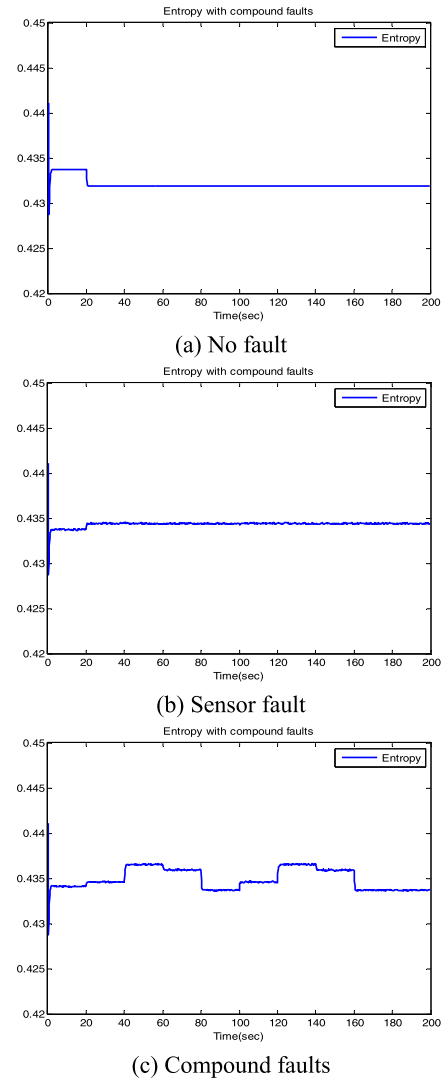 Entropy with compound faults
0.45
Entropy
0.445
0.44
0.435
0.43
0.425
0.42
0 20 40 60 80 100 120 140 160 180 200
Time(sec)
(a) No fault
Entropy with compound faults
0.45
Entropy
0.445
0.44
0.435
0.43
0.425
0.42
0 20 40 60 80 100 120 140 160 180 200
Time(sec)
(b) Sensor fault
Entropy with compound faults
0.45
Entropy
0.445
0.44
0.435
0.43
0.425
0.42
0 20 40 60 80 100 120 140 160 180 200
Time(sec)
(c) Compound faults